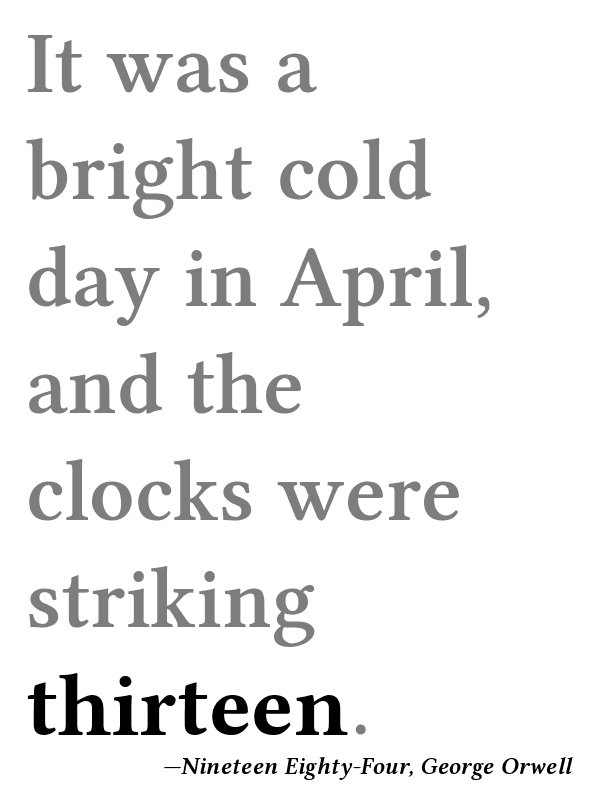 It was a
bright cold
day in April,
and the
clocks were
striking
thirteen.
—Nineteen Eighty-Four, George Orwell